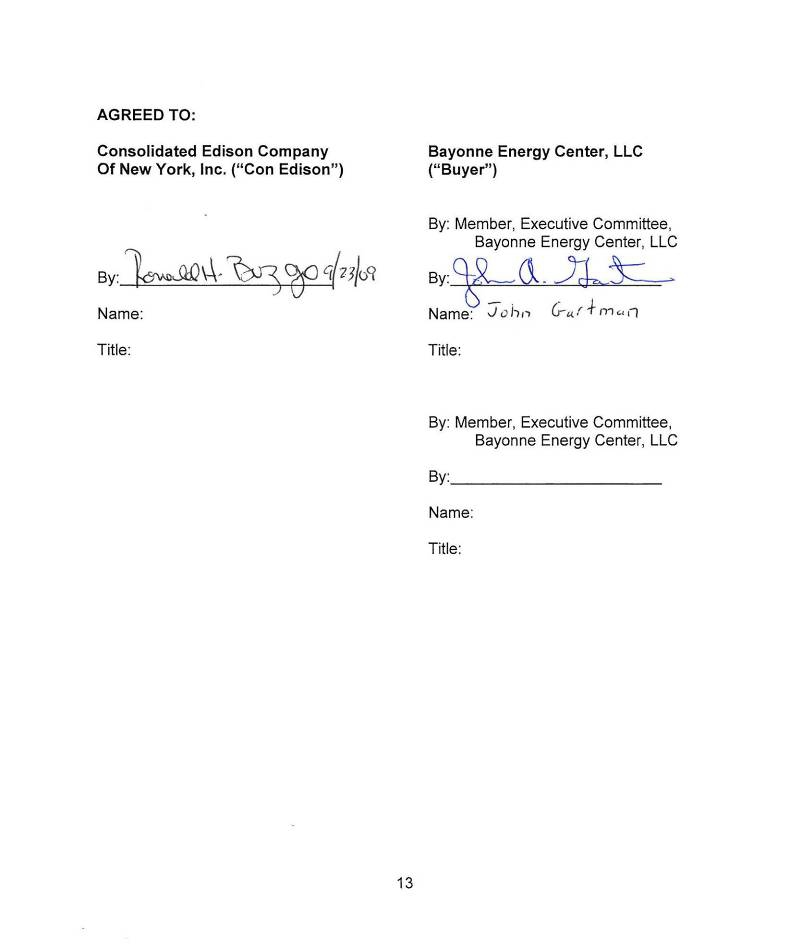 AGREED TO:
Consolidated Edison Company
Of New York, Inc. (“Con Edison”)
By: Ronald H. Bozgo 9/23/09
Name:
Title:
Bayonne Energy Center, LLC
(“Buyer”)
By: Member, Executive Committee,
Bayonne Energy Center, LLC
By: John A. Gart
Name: John Gartman
Title:
By: Member, Executive Committee,
Bayonne Energy Center, LLC
By:
Name:
Title:
13